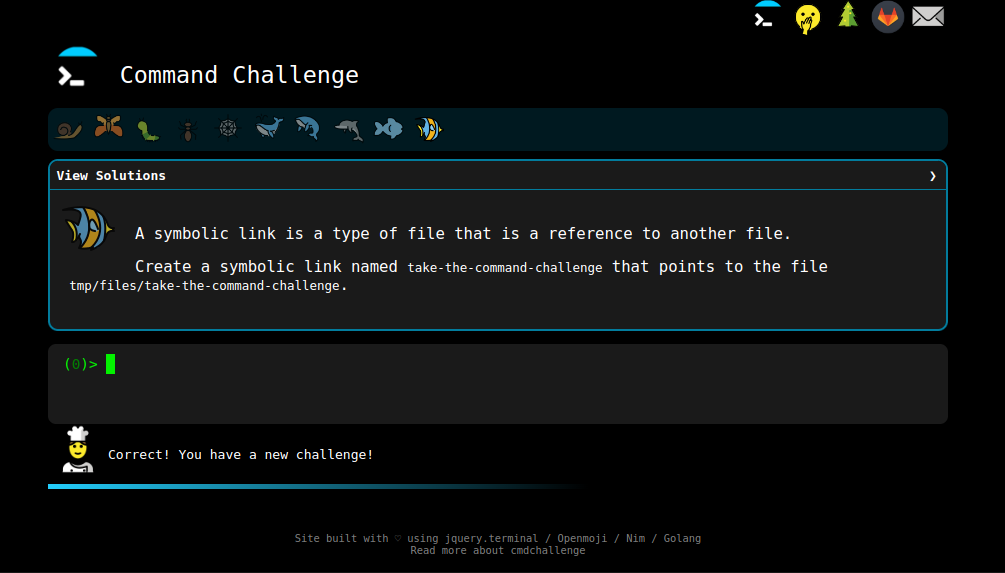 Command Challenge
View Solutions ❯
A symbolic link is a type of file that is a reference to another file.
Create a symbolic link named take-the-command-challenge that points to the file
tmp/files/take-the-command-challenge.
(0)>
Correct! You have a new challenge!
Site built with ♡ using jquery.terminal / Openmoji / Nim / Golang
Read more about cmdchallenge